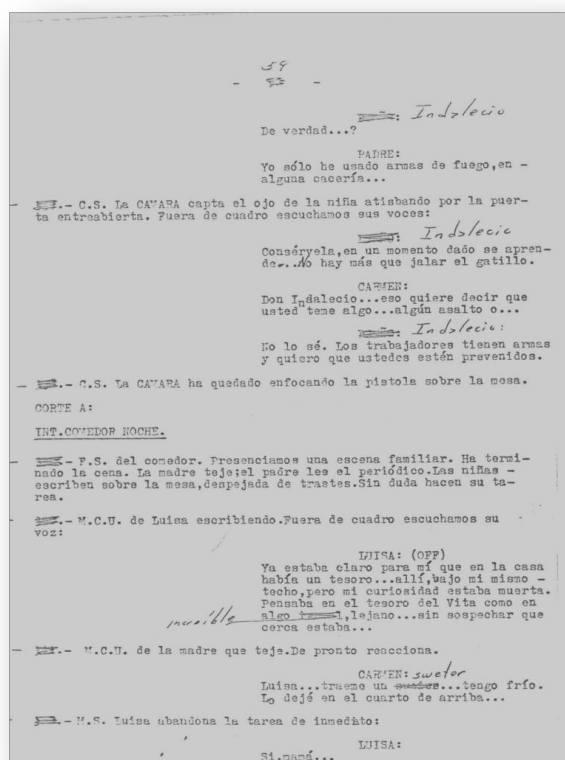 59
- -
Indalecio
De verdad...?
PADRE:
Yo sólo he usado armas de fuego,en -
alguna cacería...
- .- C.S. La CAMARA capta el ojo de la niña atisbando por la puer-
ta entreabierta. Fuera de cuadro escuchamos sus voces:
Indalecio
Consérvela,en un momento dado se apren-
de...No hay más que jalar el gatillo.
CARMEN:
Don Indalecio...eso quiere decir que
usted teme algo...algún asalto o...
Indalecio:
No lo sé. Los trabajadores tienen armas
y quiero que ustedes estén prevenidos.
- .- C.S. La CAMARA ha quedado enfocando la pistola sobre la mesa.
CORTE A:
INT.COMEDOR NOCHE.
- - F.S. del comedor. Presenciamos una escena familiar. Ha termi-
nado la cena. La madre teje;el padre lee el periódico.Las niñas -
escriben sobre la mesa,despejada de trastes.Sin duda hacen su ta-
rea.
- .- M.C.U. de Luisa escribiendo.Fuera de cuadro escuchamos su
voz:
LUISA: (OFF)
Ya estaba claro para mí que en la casa
había un tesoro...allí,bajo mi mismo -
techo,pero mi curiosidad estaba muerta.
Pensaba en el tesoro del Vita como en
increíble algo ,lejano...sin sospechar que
cerca estaba...
- .- M.C.U. de la madre que teje.De pronto reacciona.
CARMEN: sweter
Luisa...traeme un ...tengo frío.
Lo dejé en el cuarto de arriba...
- .- M.S. Luisa abandona la tarea de inmediato:
LUISA:
Si,mamá...